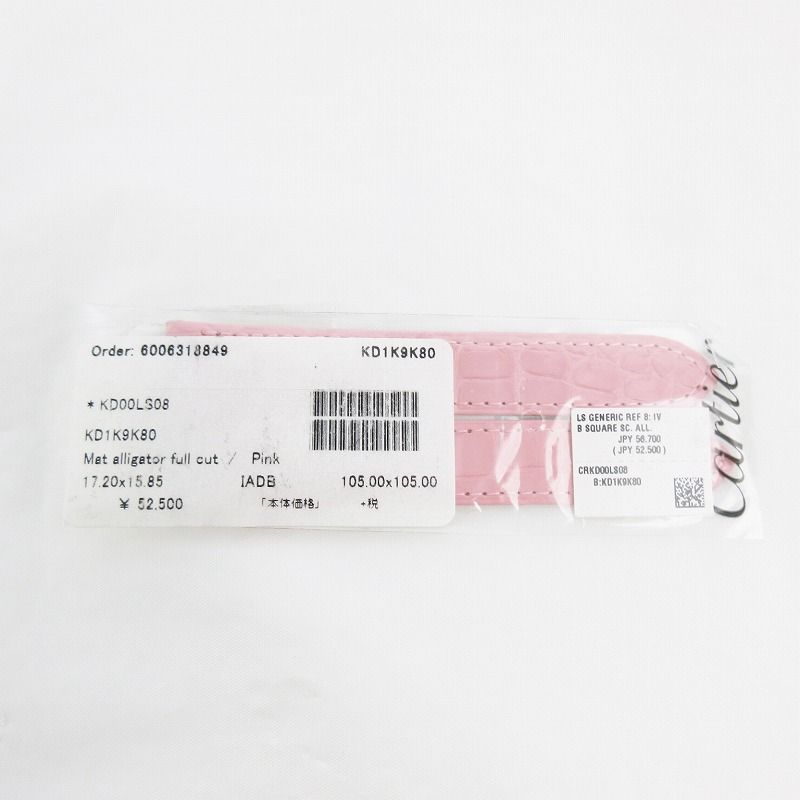 Order: 6006318849 KD1K9K80
* KD00LS08
KD1K9K80
Mat alligator full cut / Pink
17.20x15.85 IADB 105.00x105.00
¥ 52.500 「本体価格」 +税
LS GENERIC REF 8: IV
B SQUARE SC. ALL.
JPY 56.700
( JPY 52.500 )
CRKD00LS08
B:KD1K9K80
Cartier